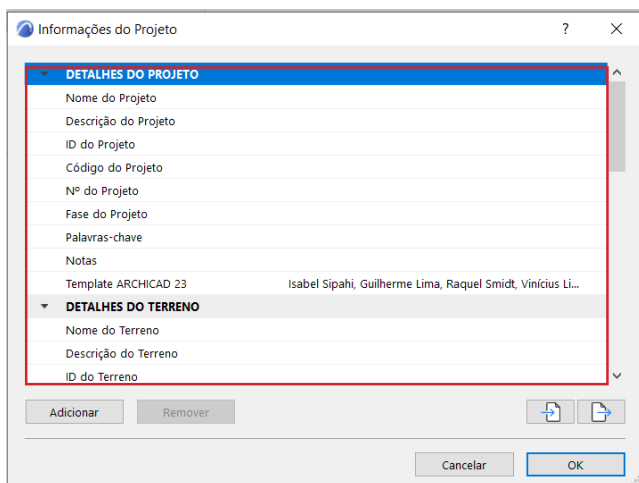 Informações do Projeto ?
DETALHES DO PROJETO
Nome do Projeto
Descrição do Projeto
ID do Projeto
Código do Projeto
Nº do Projeto
Fase do Projeto
Palavras-chave
Notas
Template ARCHICAD 23 Isabel Sipahi, Guilherme Lima, Raquel Smidt, Vinícius Li...
DETALHES DO TERRENO
Nome do Terreno
Descrição do Terreno
ID do Terreno
Adicionar Remover
Cancelar OK